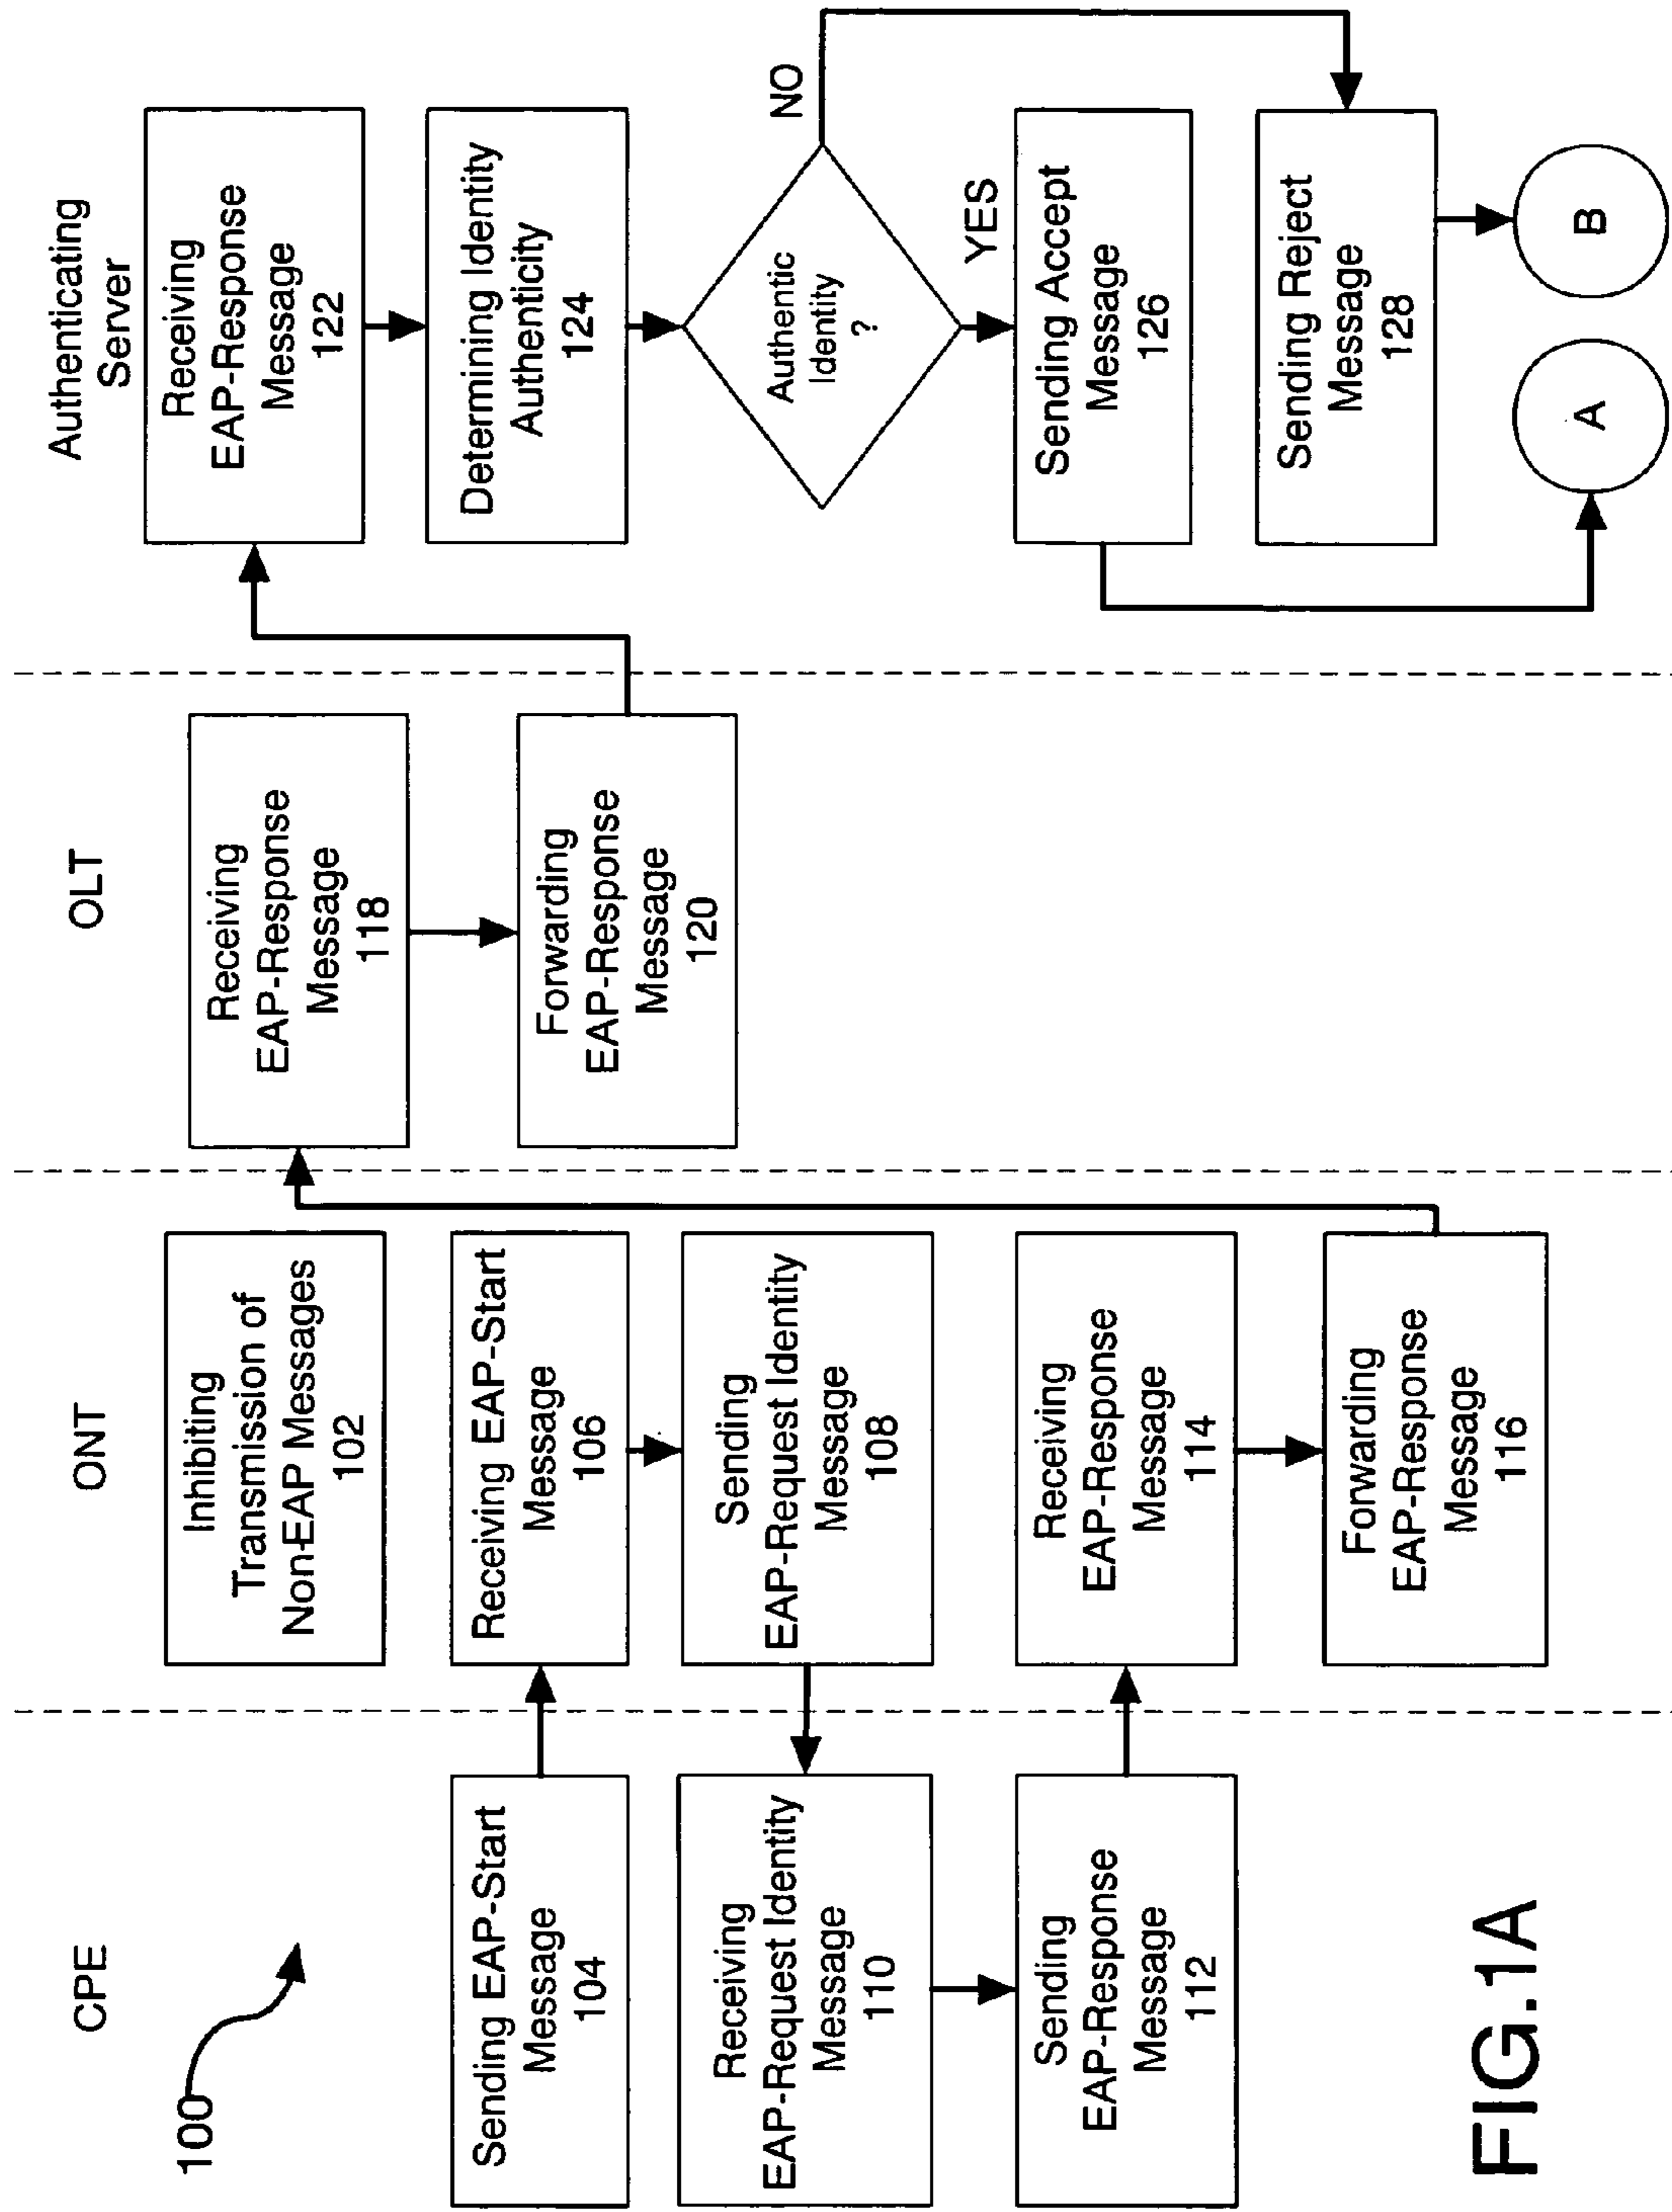 100
CPE
Sending EAP-Start
Message
104
Receiving
EAP-Request Identity
Message
110
Sending
EAP-Response
Message
112
ONT
Inhibiting
Transmission of
Non-EAP Messages
102
Receiving EAP-Start
Message
106
Sending
EAP-Request Identity
Message
108
Receiving
EAP-Response
Message
114
Forwarding
EAP-Response
Message
116
OLT
Receiving
EAP-Response
Message
118
Forwarding
EAP-Response
Message
120
Authenticating
Server
Receiving
EAP-Response
Message
122
Determining Identity
Authenticity
124
Authentic
Identity
?
NO
YES
Sending Accept
Message
126
Sending Reject
Message
128
A
B
FIG.1A